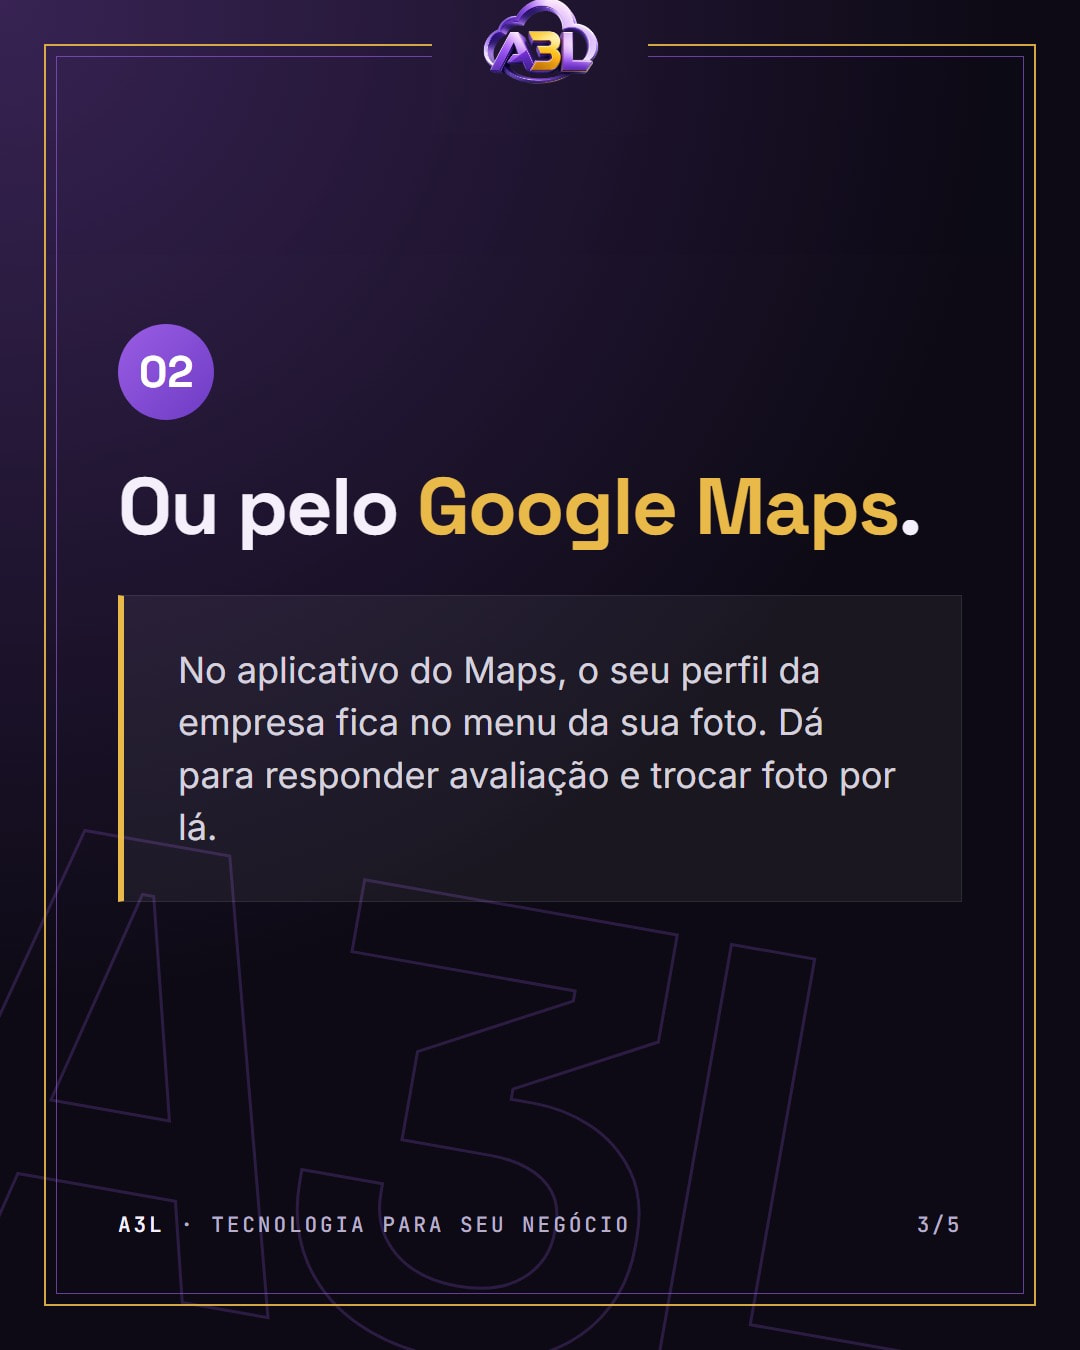 A3L
02
Ou pelo Google Maps.
No aplicativo do Maps, o seu perfil da
empresa fica no menu da sua foto. Dá
para responder avaliação e trocar foto por
lá.
A3L
A3L · TECNOLOGIA PARA SEU NEGÓCIO
3/5